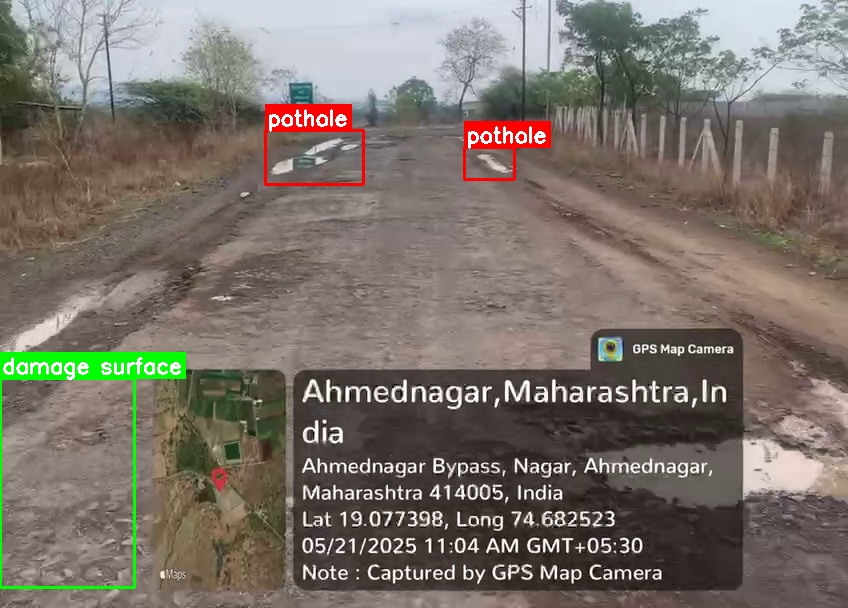 pothole
pothole
damage surface
GPS Map Camera
Ahmednagar,Maharashtra,In
dia
Ahmednagar Bypass, Nagar, Ahmednagar,
Maharashtra 414005, India
Lat 19.077398, Long 74.682523
05/21/2025 11:04 AM GMT+05:30
Note : Captured by GPS Map Camera
Maps